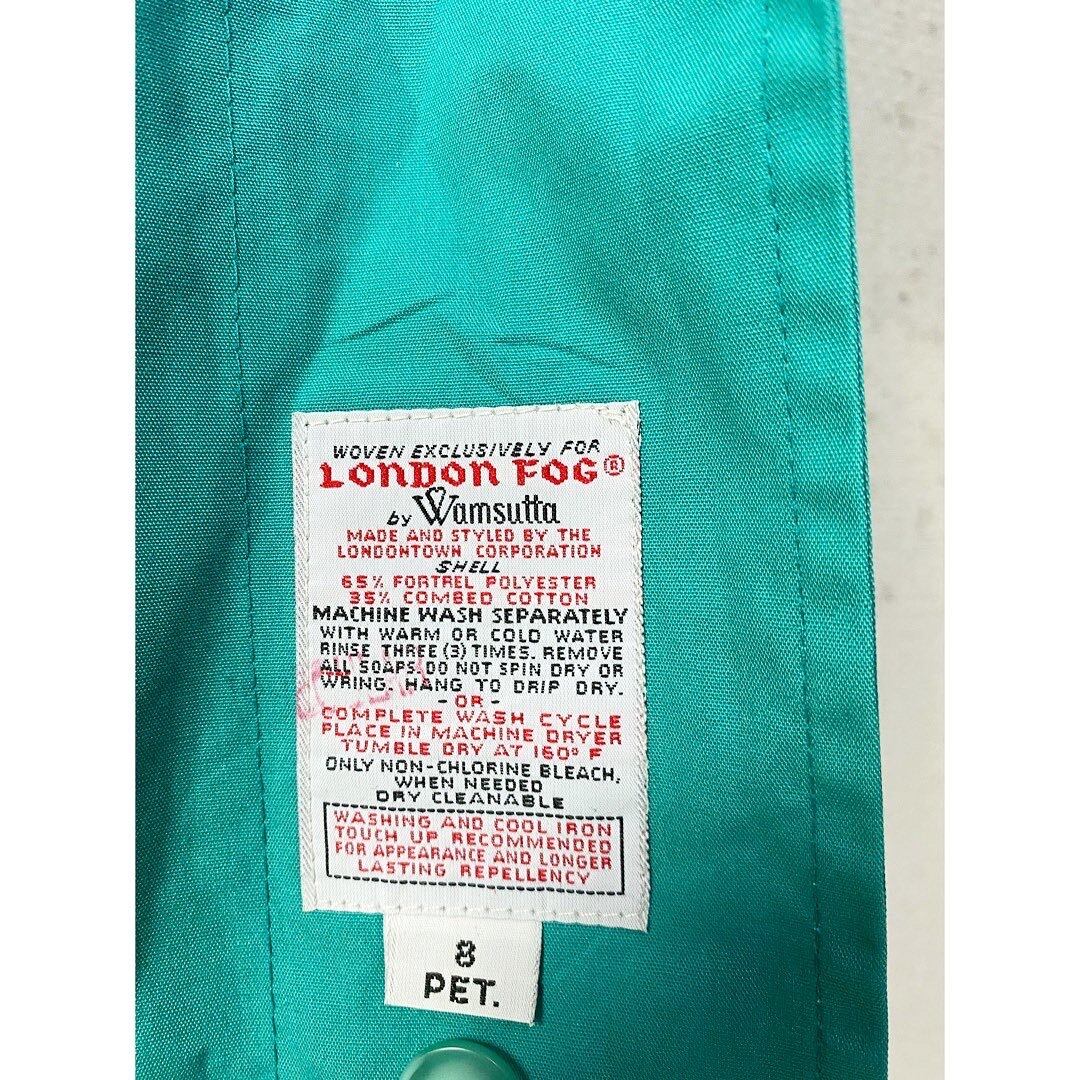 WOVEN EXCLUSIVELY FOR
LONDON FOG®
by Wamsutta
MADE AND STYLED BY THE
LONDONTOWN CORPORATION
SHELL
65% FORTREL POLYESTER
35% COMBED COTTON
MACHINE WASH SEPARATELY
WITH WARM OR COLD WATER
RINSE THREE (3) TIMES. REMOVE
ALL SOAPS. DO NOT SPIN DRY OR
WRING. HANG TO DRIP DRY.
- OR -
COMPLETE WASH CYCLE
PLACE IN MACHINE DRYER
TUMBLE DRY AT 160° F
ONLY NON-CHLORINE BLEACH,
WHEN NEEDED
DRY CLEANABLE
WASHING AND COOL IRON
TOUCH UP RECOMMENDED
FOR APPEARANCE AND LONGER
LASTING REPELLENCY
8
PET.